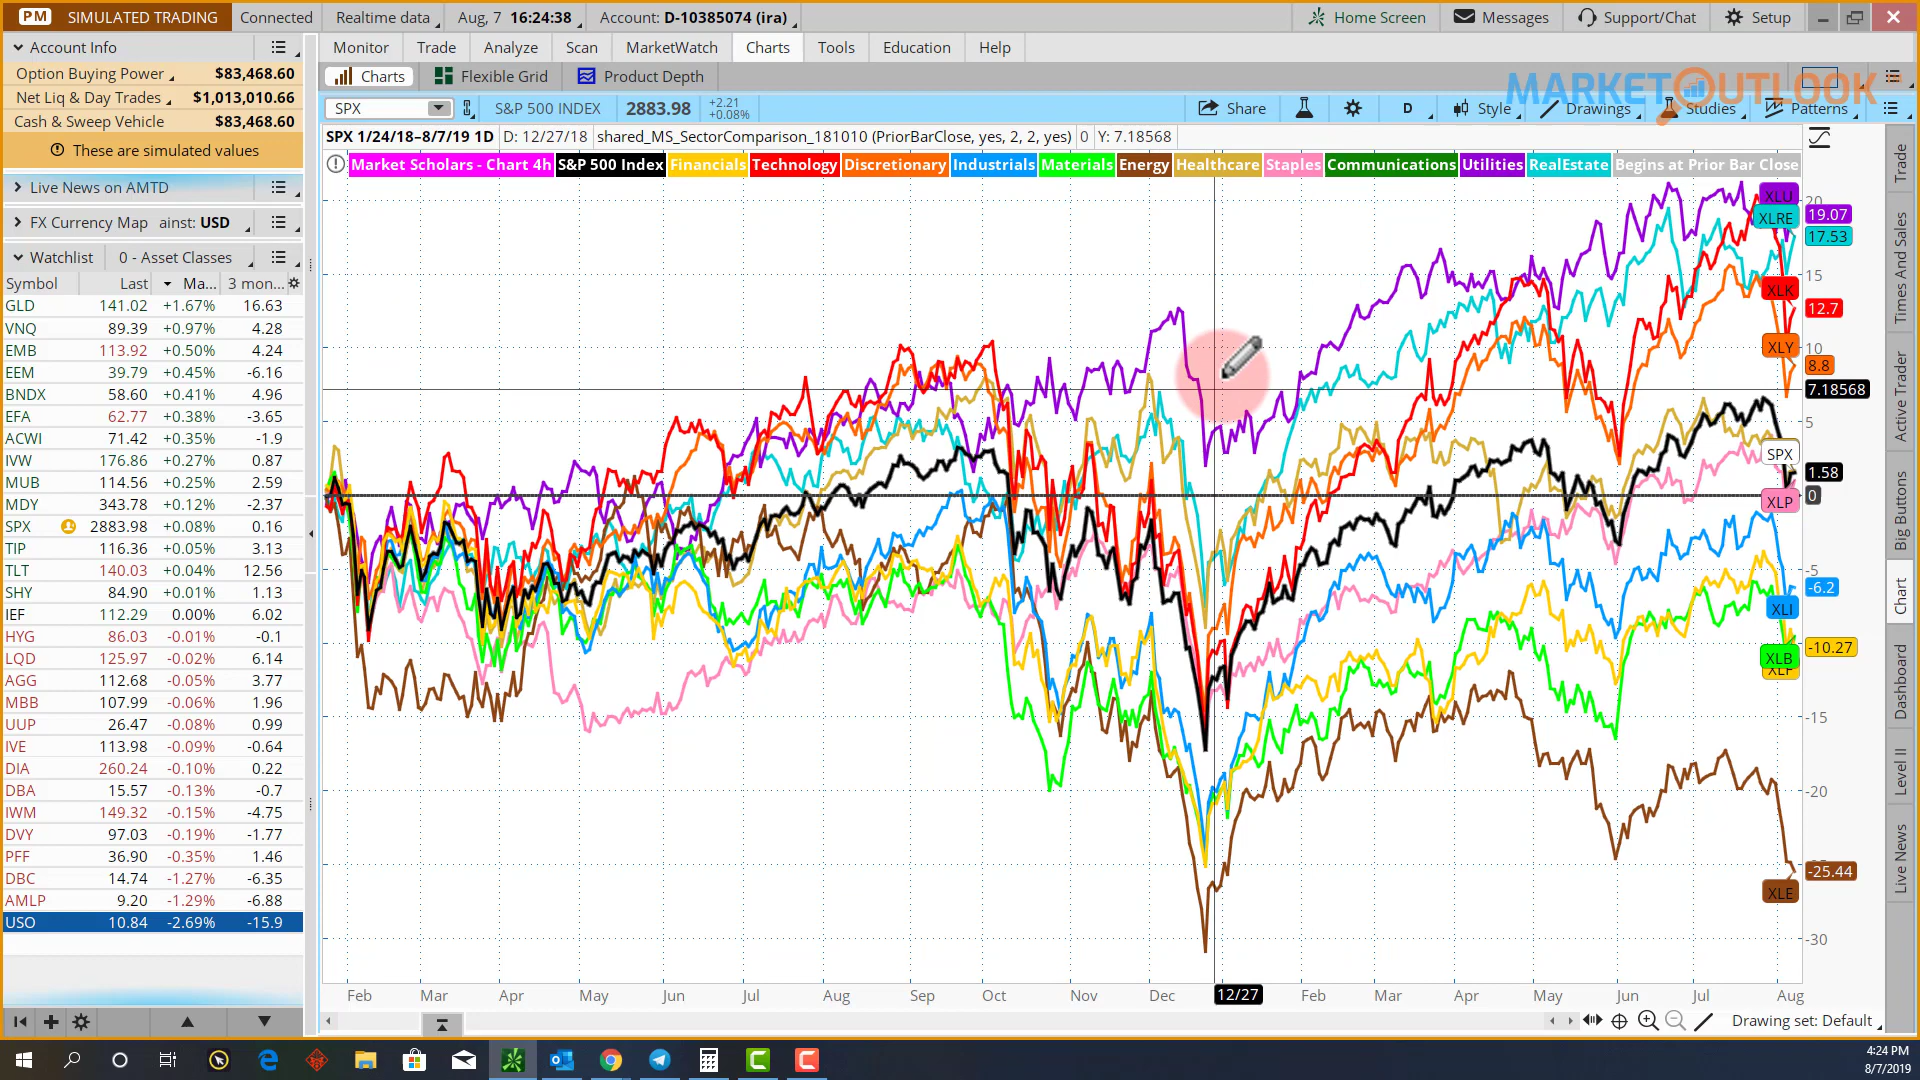 PM SIMULATED TRADING Connected Realtime data Aug, 7 16:24:38 Account: D-10385074 (ira) Home Screen Messages Support/Chat Setup
Account Info
Option Buying Power $83,468.60
Net Liq & Day Trades $1,013,010.66
Cash & Sweep Vehicle $83,468.60
These are simulated values
Live News on AMTD
FX Currency Map ainst: USD
Watchlist 0 - Asset Classes
Symbol Last Ma... 3 mon...
GLD 141.02 +1.67% 16.63
VNQ 89.39 +0.97% 4.28
EMB 113.92 +0.50% 4.24
EEM 39.79 +0.45% -6.16
BNDX 58.60 +0.41% 4.96
EFA 62.77 +0.38% -3.65
ACWI 71.42 +0.35% -1.9
IVW 176.86 +0.27% 0.87
MUB 114.56 +0.25% 2.59
MDY 343.78 +0.12% -2.37
SPX 2883.98 +0.08% 0.16
TIP 116.36 +0.05% 3.13
TLT 140.03 +0.04% 12.56
SHY 84.90 +0.01% 1.13
IEF 112.29 0.00% 6.02
HYG 86.03 -0.01% -0.1
LQD 125.97 -0.02% 6.14
AGG 112.68 -0.05% 3.77
MBB 107.99 -0.06% 1.96
UUP 26.47 -0.08% 0.99
IVE 113.98 -0.09% -0.64
DIA 260.24 -0.10% 0.22
DBA 15.57 -0.13% -0.7
IWM 149.32 -0.15% -4.75
DVY 97.03 -0.19% -1.77
PFF 36.90 -0.35% 1.46
DBC 14.74 -1.27% -6.35
AMLP 9.20 -1.29% -6.88
USO 10.84 -2.69% -15.9
Monitor Trade Analyze Scan MarketWatch Charts Tools Education Help
Charts Flexible Grid Product Depth
MARKETOUTLOOK
SPX S&P 500 INDEX 2883.98 +2.21 +0.08% Share D Style Drawings Studies Patterns
SPX 1/24/18–8/7/19 1D D: 12/27/18 shared_MS_SectorComparison_181010 (PriorBarClose, yes, 2, 2, yes) 0 Y: 7.18568
Market Scholars - Chart 4h S&P 500 Index Financials Technology Discretionary Industrials Materials Energy Healthcare Staples Communications Utilities RealEstate Begins at Prior Bar Close
XLU 20
19.07
XLRE
17.53
15
XLK
12.7
XLY 10
8.8
7.18568
5
SPX
1.58
XLP 0
-5
-6.2
XLI
-10.27
XLB
XLF
-15
-20
-25.44
XLE
-30
Feb Mar Apr May Jun Jul Aug Sep Oct Nov Dec 12/27 Feb Mar Apr May Jun Jul Aug
Drawing set: Default
Trade
Times And Sales
Active Trader
Big Buttons
Chart
Dashboard
Level II
Live News
4:24 PM
8/7/2019